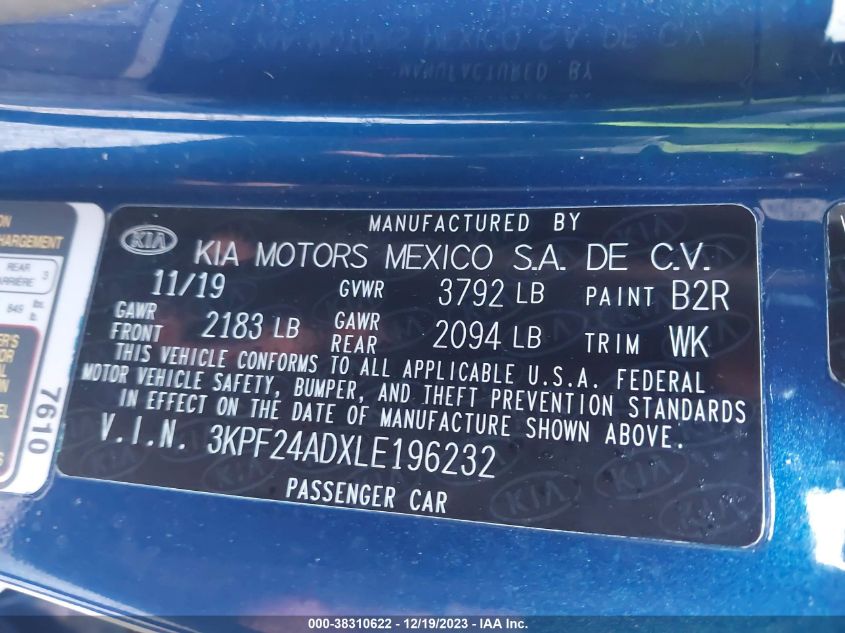 MANUFACTURED BY
KIA KIA MOTORS MEXICO S.A. DE C.V.
11/19 GVWR 3792 LB PAINT B2R
GAWR FRONT 2183 LB GAWR REAR 2094 LB TRIM WK
THIS VEHICLE CONFORMS TO ALL APPLICABLE U.S.A. FEDERAL
MOTOR VEHICLE SAFETY, BUMPER, AND THEFT PREVENTION STANDARDS
IN EFFECT ON THE DATE OF MANUFACTURE SHOWN ABOVE.
V.I.N. 3KPF24ADXLE196232
PASSENGER CAR
REAR 3
849
7610
000-38310622 - 12/19/2023 - IAA Inc.